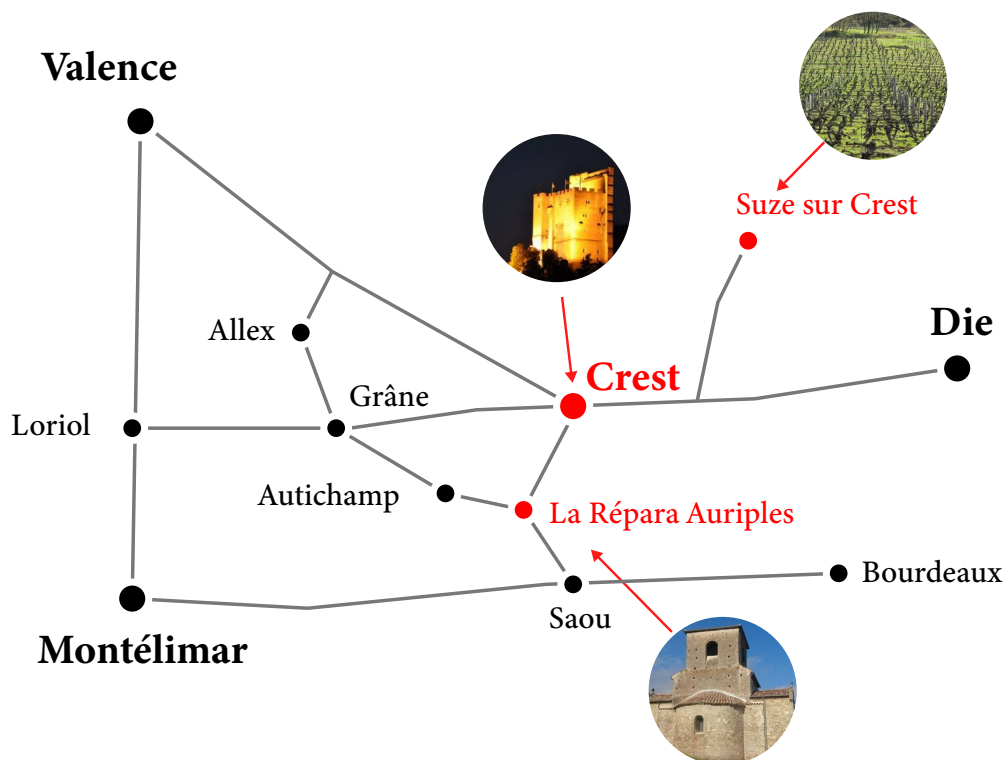 Valence
Suze sur Crest
Die
Allex
Crest
Grâne
Loriol
Autichamp
La Répara Auriples
Bourdeaux
Saou
Montélimar